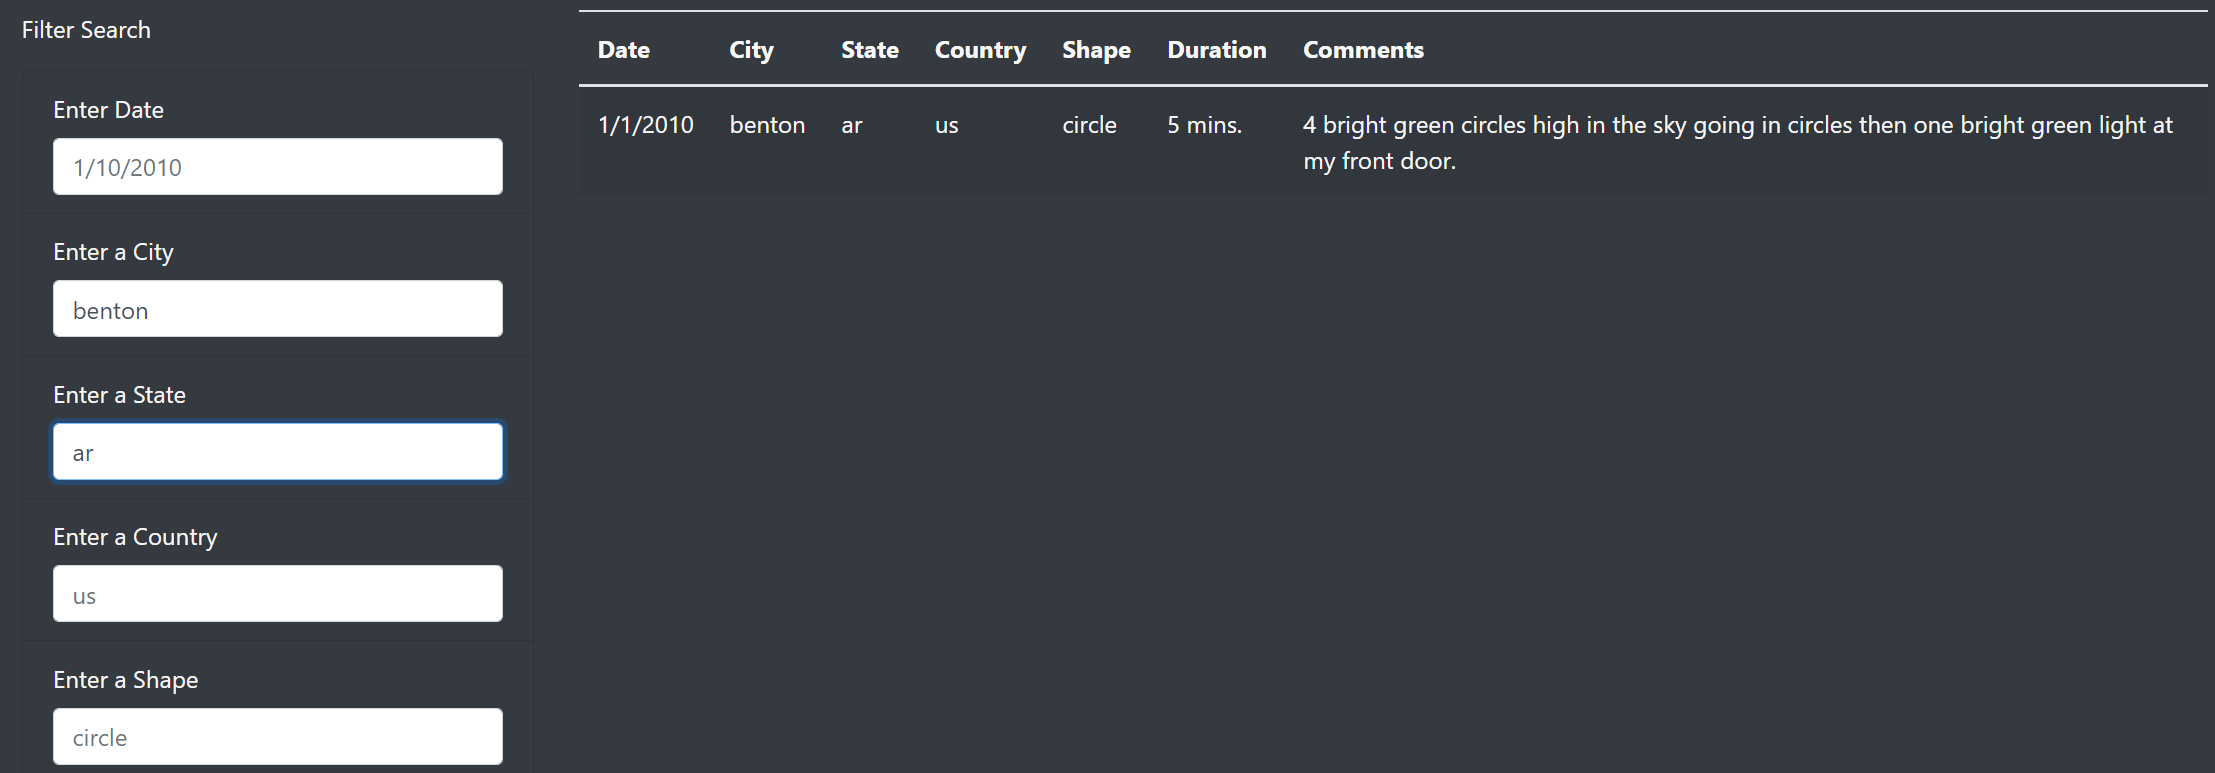 Filter Search
Enter Date
1/10/2010
Enter a City
benton
Enter a State
ar
Enter a Country
us
Enter a Shape
circle
Date City State Country Shape Duration Comments
1/1/2010 benton ar us circle 5 mins. 4 bright green circles high in the sky going in circles then one bright green light at
my front door.